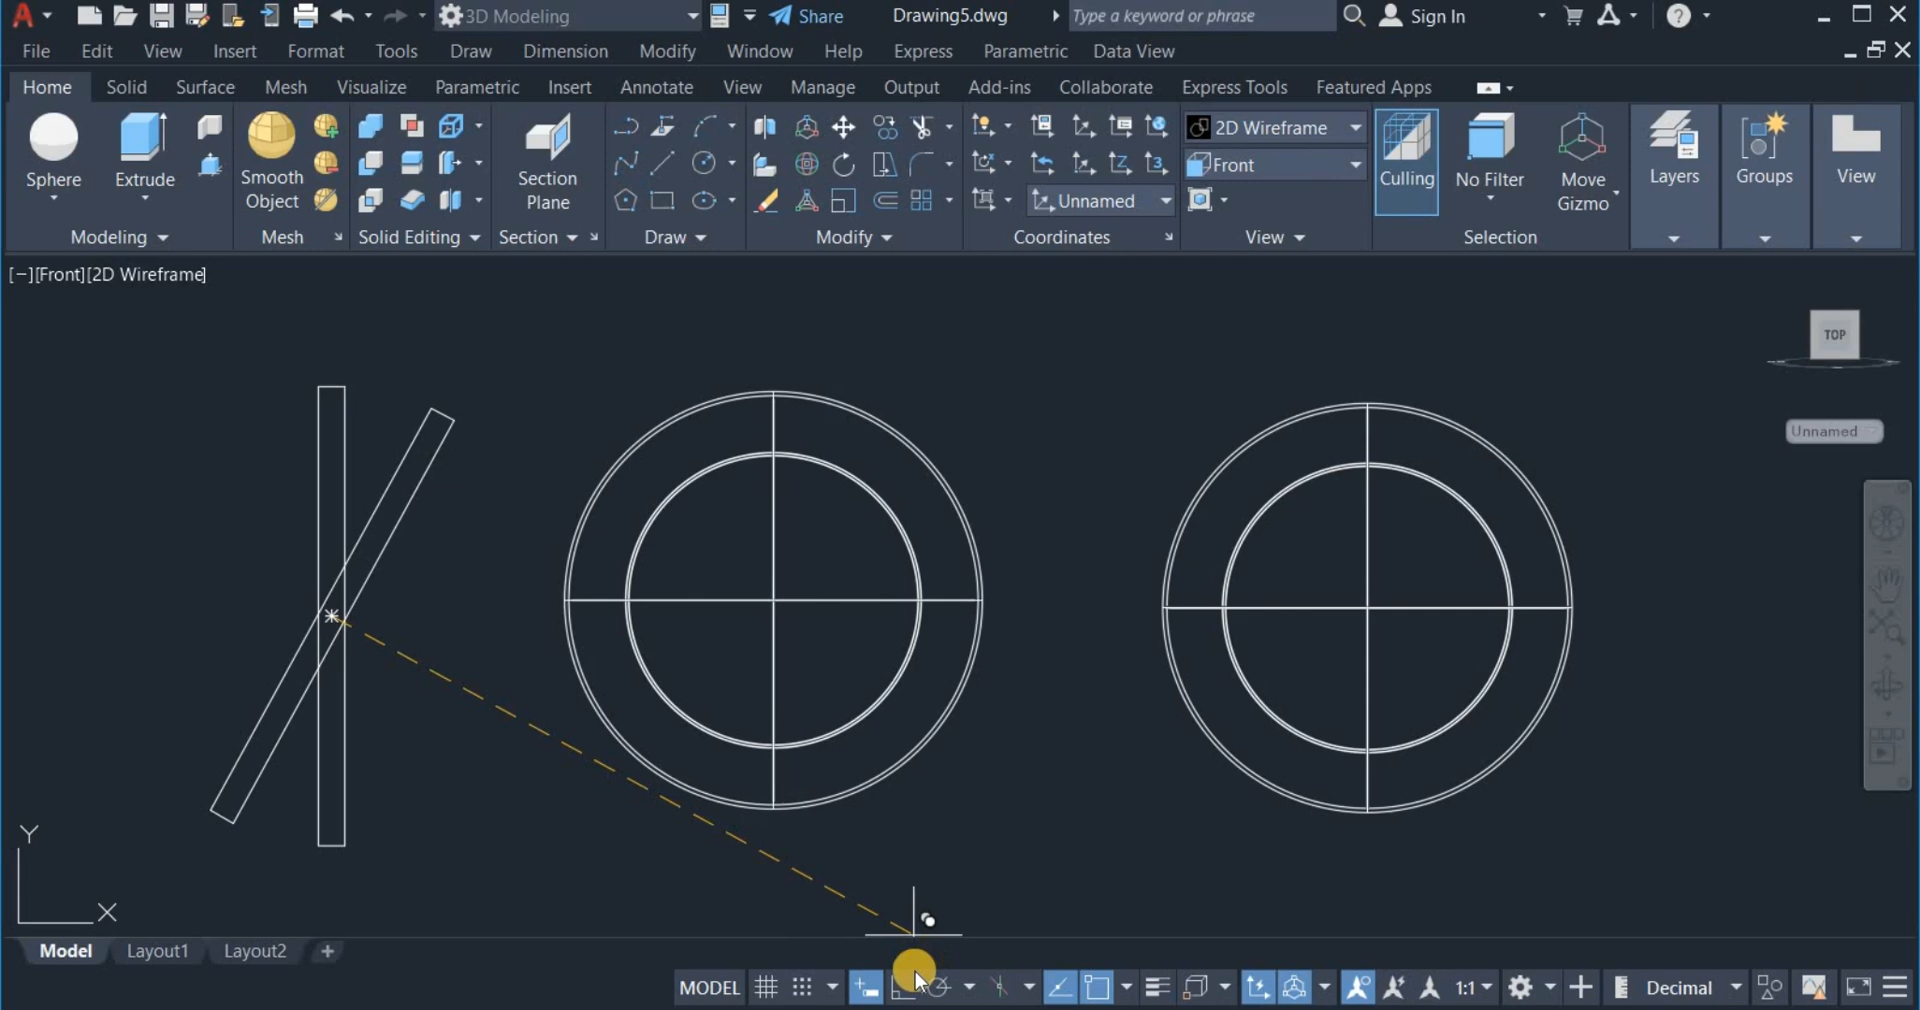 3D Modeling Share Drawing5.dwg Type a keyword or phrase Sign In
File Edit View Insert Format Tools Draw Dimension Modify Window Help Express Parametric Data View
Home Solid Surface Mesh Visualize Parametric Insert Annotate View Manage Output Add-ins Collaborate Express Tools Featured Apps
2D Wireframe
Front
Sphere Extrude Smooth Object Section Plane Unnamed Culling No Filter Move Gizmo Layers Groups View
Modeling Mesh Solid Editing Section Draw Modify Coordinates View Selection
[−][Front][2D Wireframe]
TOP
Unnamed
Y
X
Model Layout1 Layout2 +
MODEL 1:1 Decimal